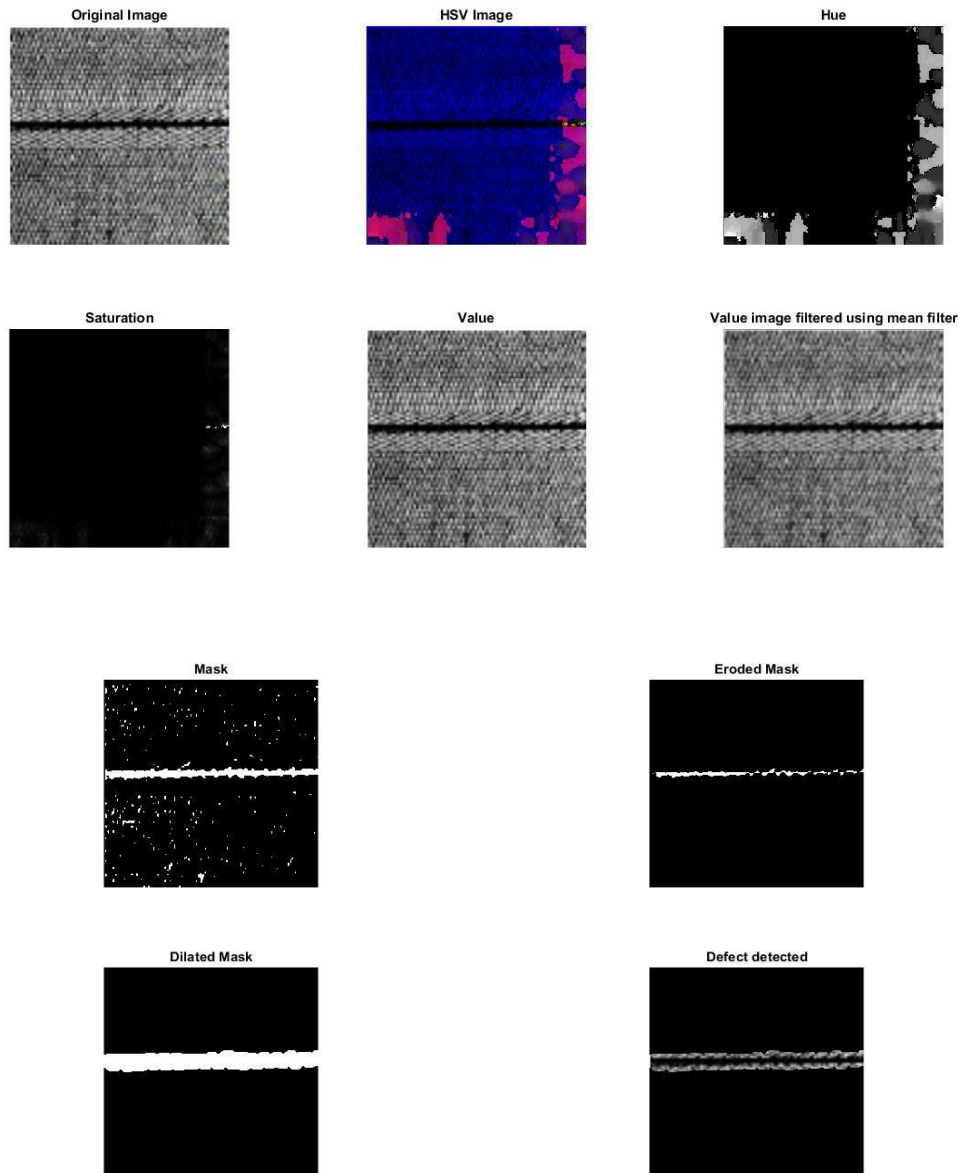 Original Image
HSV Image
Hue
Saturation
Value
Value image filtered using mean filter
Mask
Eroded Mask
Dilated Mask
Defect detected